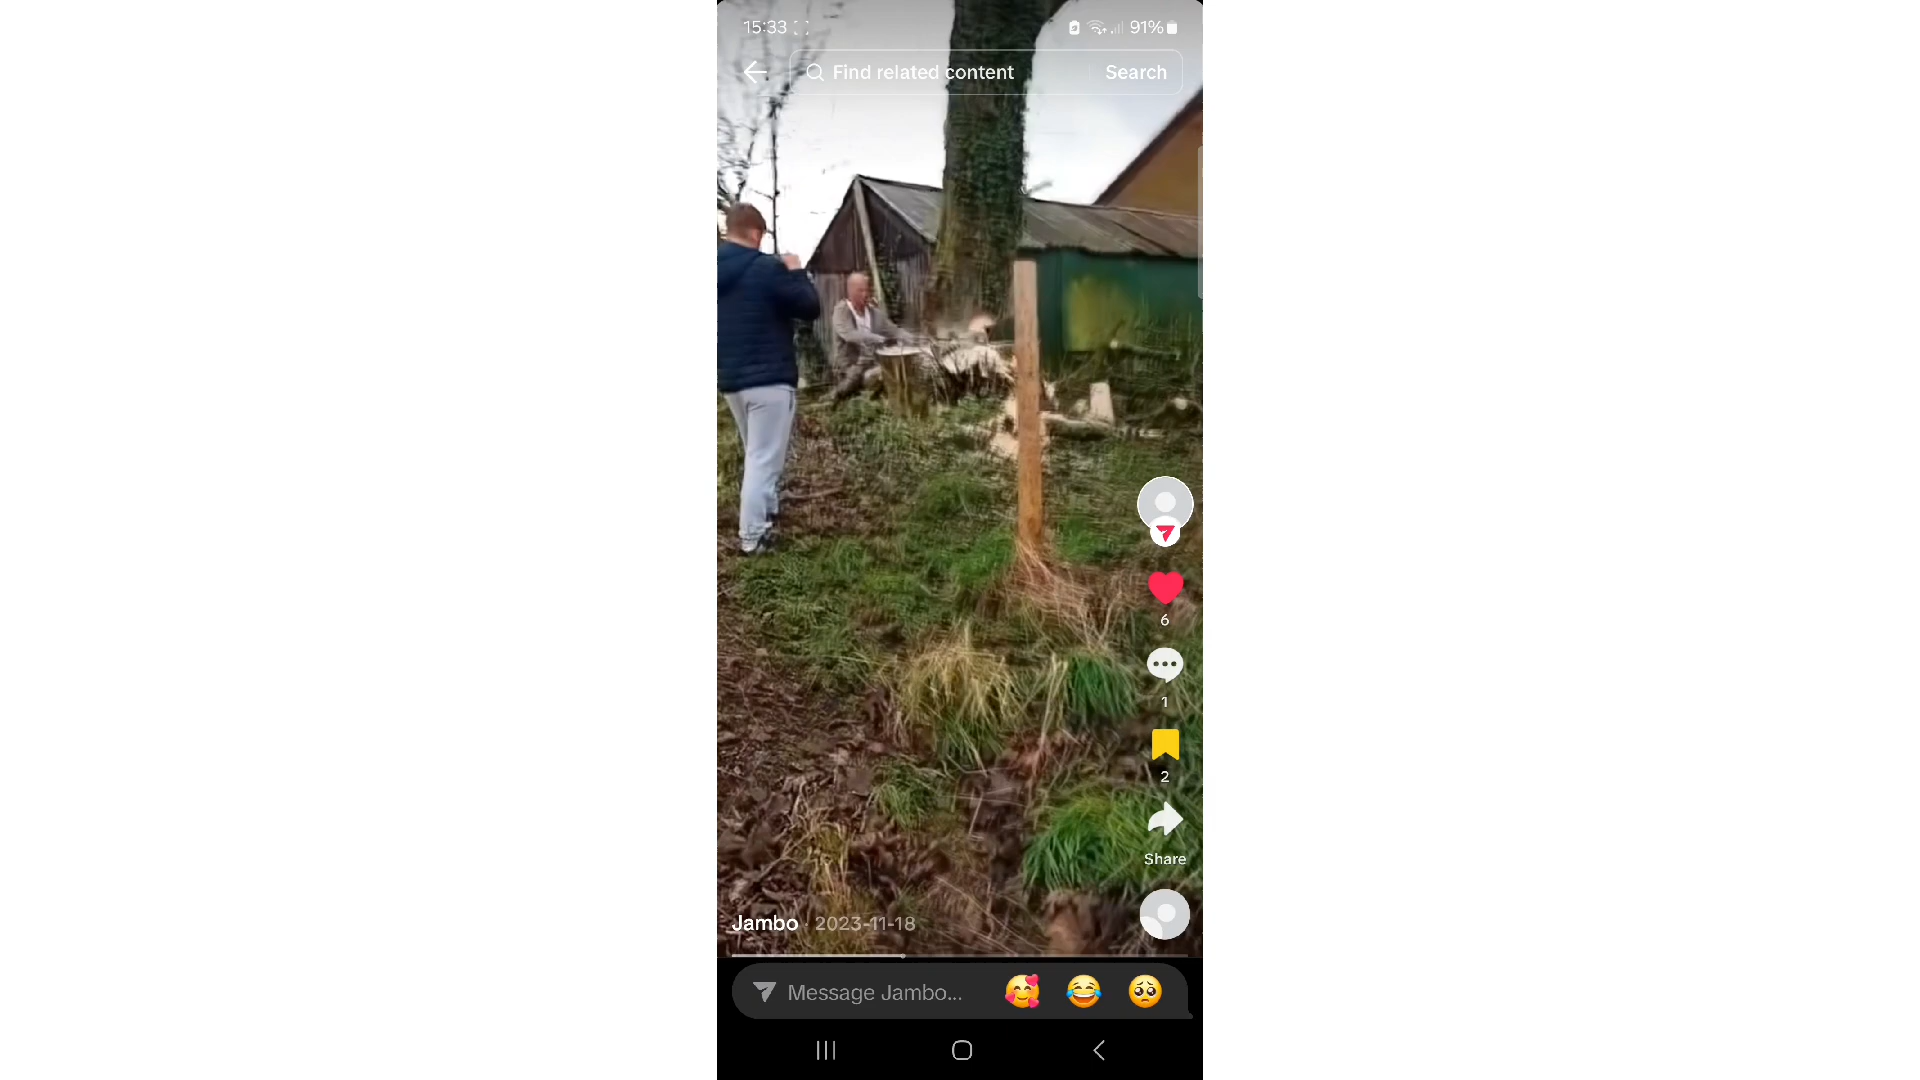 15:33
91%
Find related content
Search
6
1
2
Share
Jambo · 2023-11-18
Message Jambo...